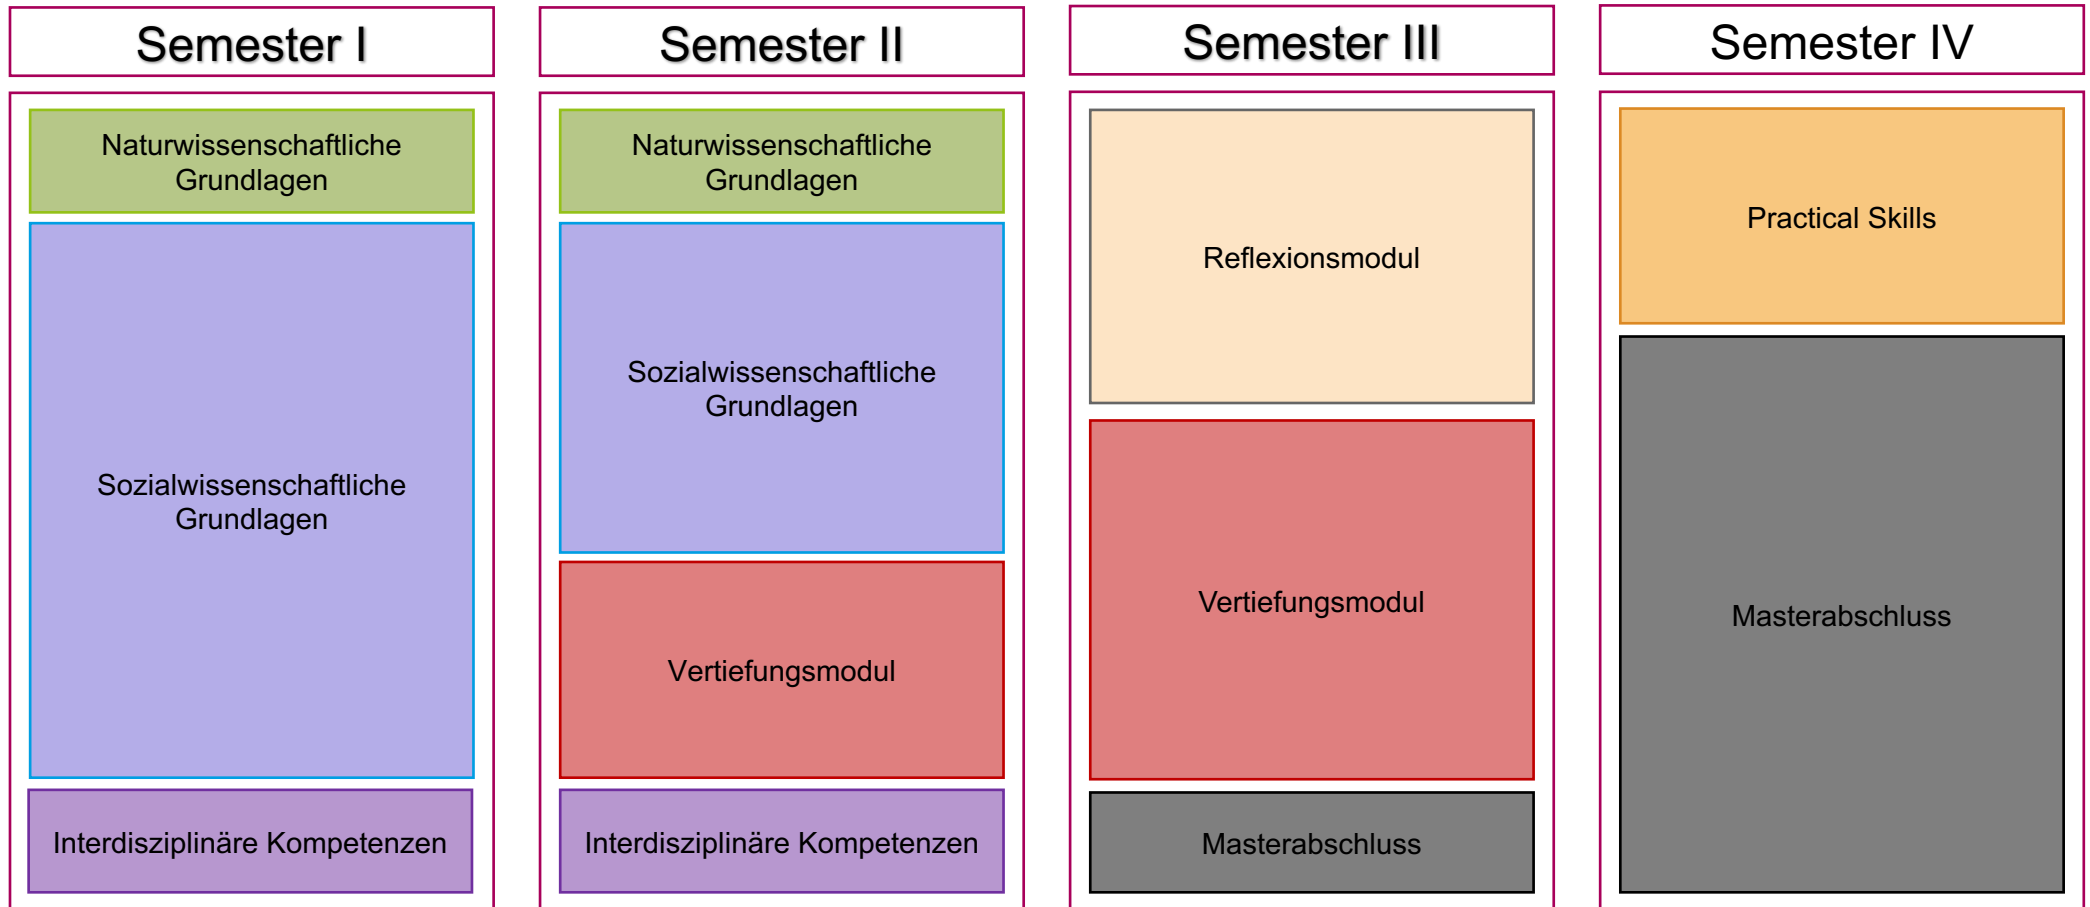 Semester I
Naturwissenschaftliche
Grundlagen
Sozialwissenschaftliche
Grundlagen
Interdisziplinäre Kompetenzen
Semester II
Naturwissenschaftliche
Grundlagen
Sozialwissenschaftliche
Grundlagen
Vertiefungsmodul
Interdisziplinäre Kompetenzen
Semester III
Reflexionsmodul
Vertiefungsmodul
Masterabschluss
Semester IV
Practical Skills
Masterabschluss